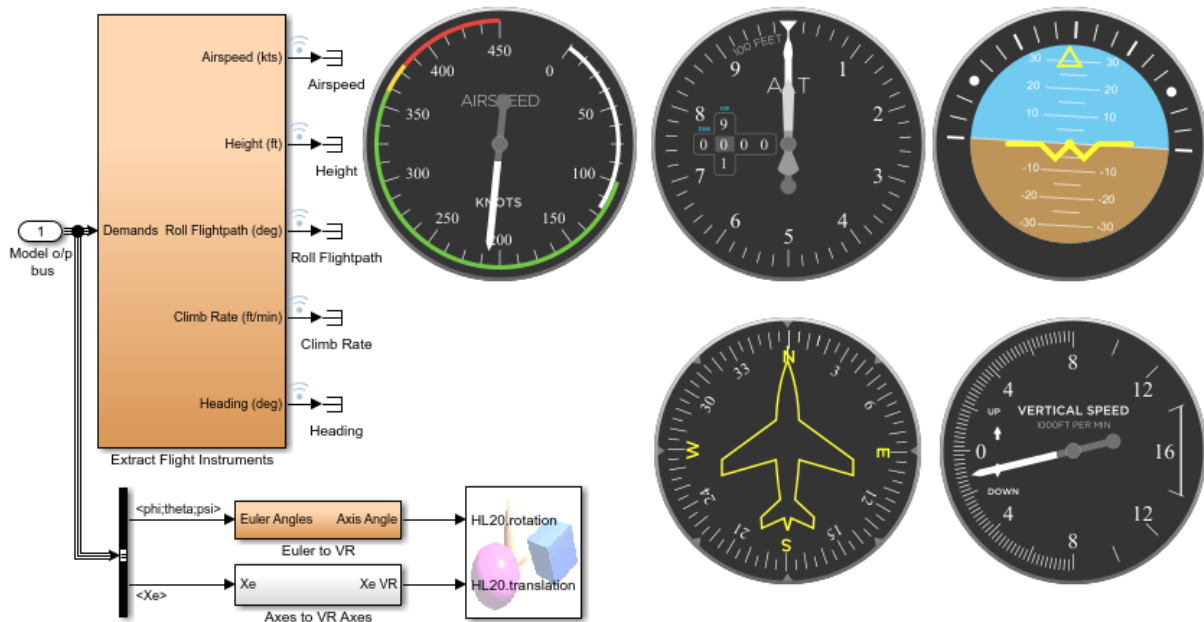 Airspeed (kts)
Airspeed
Height (ft)
Height
1
Model o/p
bus
Demands
Roll Flightpath (deg)
Roll Flightpath
Climb Rate (ft/min)
Climb Rate
Heading (deg)
Heading
Extract Flight Instruments
<phi;theta;psi>
Euler Angles
Axis Angle
Euler to VR
<Xe>
Xe
Xe VR
Axes to VR Axes
HL20.rotation
HL20.translation
450
400
0
AIRSPEED
350
50
300
100
KNOTS
250
150
200
100 FEET
9
1
ALT
8
2
9
0 0 0 0
1
7
3
6
4
5
30 30
20 20
10 10
-10 -10
-20 -20
-30 -30
N
33
3
30
6
W
E
24
12
21
15
S
8
4
12
UP
VERTICAL SPEED
1000FT PER MIN
0
16
DOWN
4
12
8